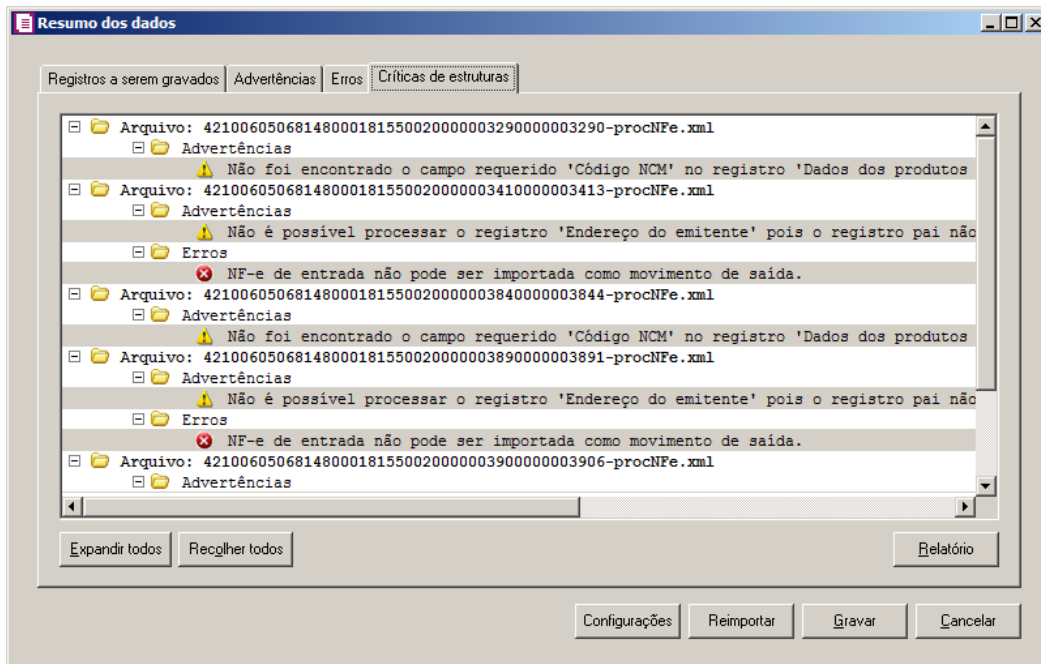 Resumo dos dados
Registros a serem gravados Advertências Erros Críticas de estruturas
Arquivo: 42100605068148000181550020000003290000003290-procNFe.xml
Advertências
Não foi encontrado o campo requerido 'Código NCM' no registro 'Dados dos produtos
Arquivo: 42100605068148000181550020000003410000003413-procNFe.xml
Advertências
Não é possível processar o registro 'Endereço do emitente' pois o registro pai não
Erros
NF-e de entrada não pode ser importada como movimento de saída.
Arquivo: 42100605068148000181550020000003840000003844-procNFe.xml
Advertências
Não foi encontrado o campo requerido 'Código NCM' no registro 'Dados dos produtos
Arquivo: 42100605068148000181550020000003890000003891-procNFe.xml
Advertências
Não é possível processar o registro 'Endereço do emitente' pois o registro pai não
Erros
NF-e de entrada não pode ser importada como movimento de saída.
Arquivo: 42100605068148000181550020000003900000003906-procNFe.xml
Advertências
Expandir todos Recolher todos Relatório
Configurações Reimportar Gravar Cancelar